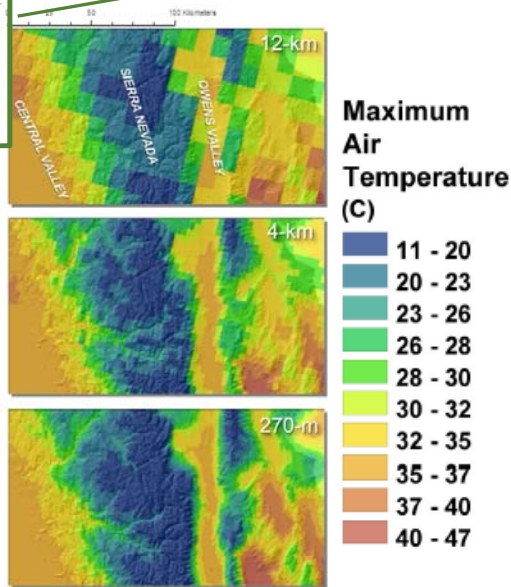 50
100 Kilometers
12-km
SIERRA NEVADA
OWENS VALLEY
CENTRAL VALLEY
4-km
270-m
Maximum
Air
Temperature
(C)
11 - 20
20 - 23
23 - 26
26 - 28
28 - 30
30 - 32
32 - 35
35 - 37
37 - 40
40 - 47